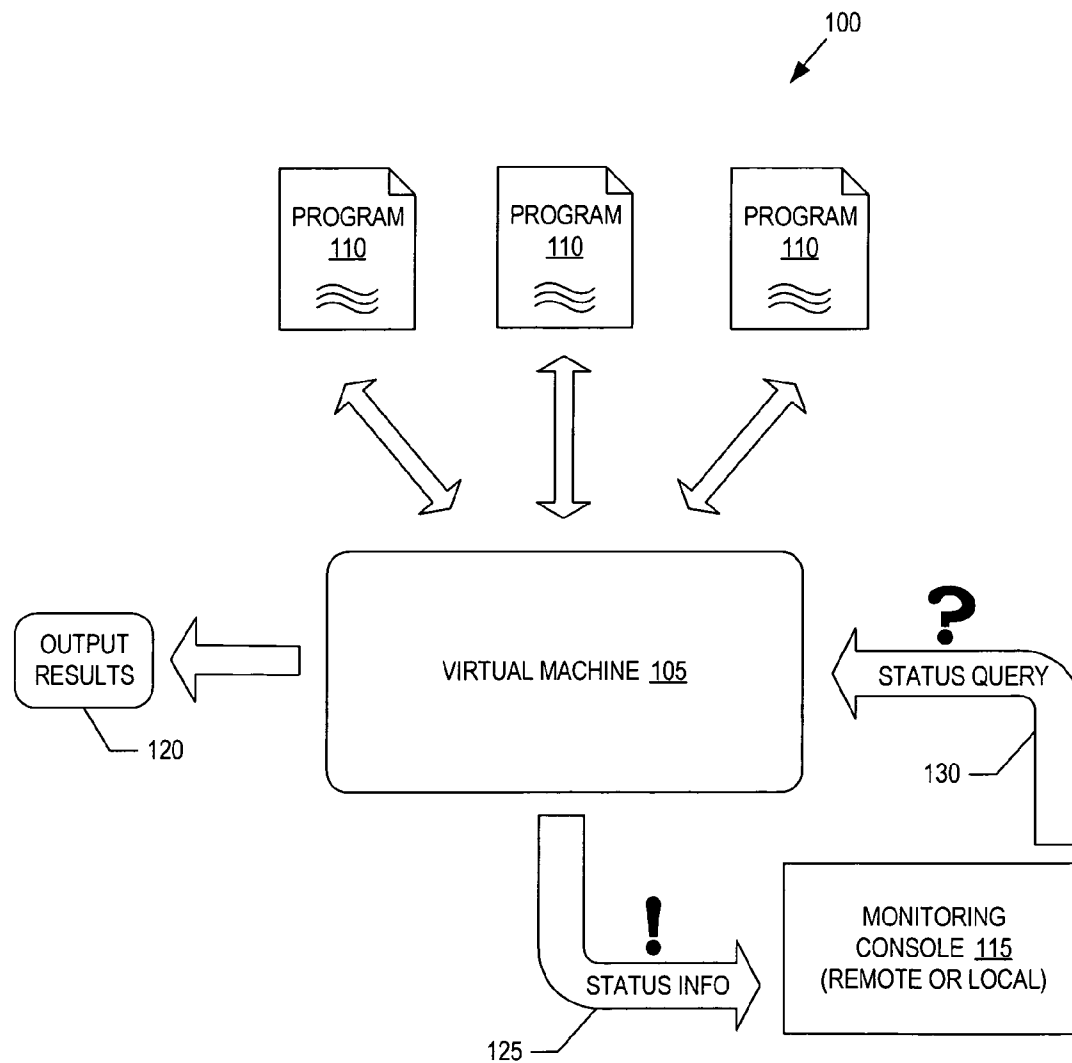 100
PROGRAM
110
PROGRAM
110
PROGRAM
110
OUTPUT
RESULTS
120
VIRTUAL MACHINE 105
?
STATUS QUERY
130
!
STATUS INFO
125
MONITORING
CONSOLE 115
(REMOTE OR LOCAL)